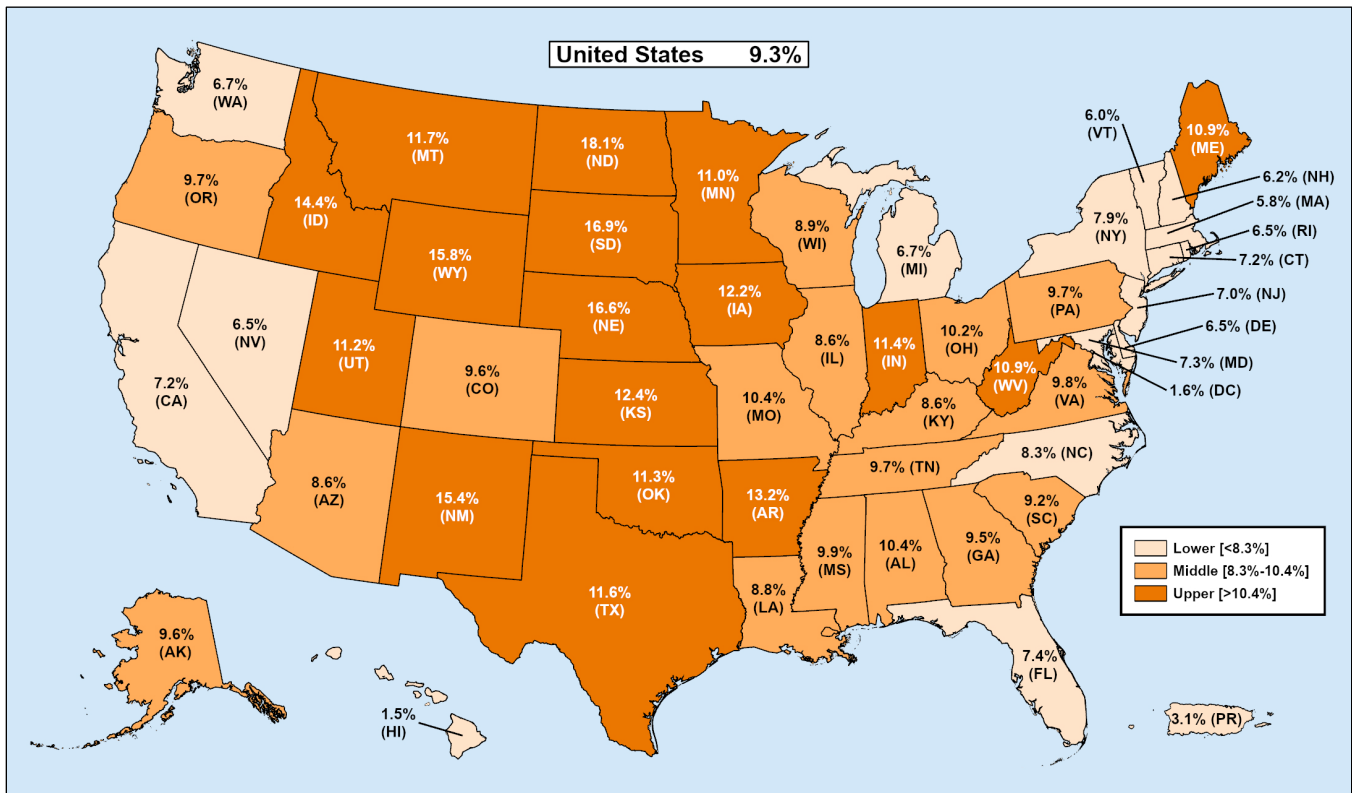 United States 9.3%
6.7%
(WA)
9.7%
(OR)
14.4%
(ID)
11.7%
(MT)
18.1%
(ND)
11.0%
(MN)
16.9%
(SD)
15.8%
(WY)
8.9%
(WI)
6.7%
(MI)
7.9%
(NY)
6.0%
(VT)
10.9%
(ME)
6.2% (NH)
5.8% (MA)
6.5% (RI)
7.2% (CT)
7.0% (NJ)
6.5% (DE)
7.3% (MD)
1.6% (DC)
7.2%
(CA)
6.5%
(NV)
11.2%
(UT)
9.6%
(CO)
16.6%
(NE)
12.2%
(IA)
8.6%
(IL)
11.4%
(IN)
10.2%
(OH)
9.7%
(PA)
10.9%
(WV)
9.8%
(VA)
12.4%
(KS)
10.4%
(MO)
8.6%
(KY)
8.6%
(AZ)
15.4%
(NM)
11.3%
(OK)
13.2%
(AR)
9.7% (TN)
8.3% (NC)
9.2%
(SC)
11.6%
(TX)
8.8%
(LA)
9.9%
(MS)
10.4%
(AL)
9.5%
(GA)
7.4%
(FL)
Lower [<8.3%]
Middle [8.3%-10.4%]
Upper [>10.4%]
9.6%
(AK)
1.5%
(HI)
3.1% (PR)